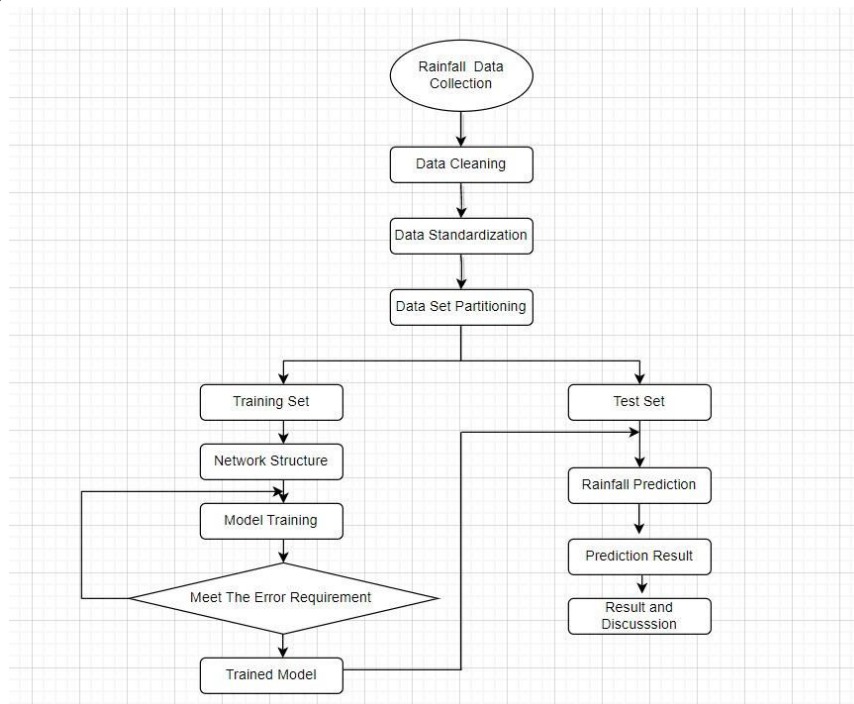 Rainfall Data
Collection
Data Cleaning
Data Standardization
Data Set Partitioning
Training Set
Test Set
Network Structure
Rainfall Prediction
Model Training
Prediction Result
Meet The Error Requirement
Result and
Discusssion
Trained Model